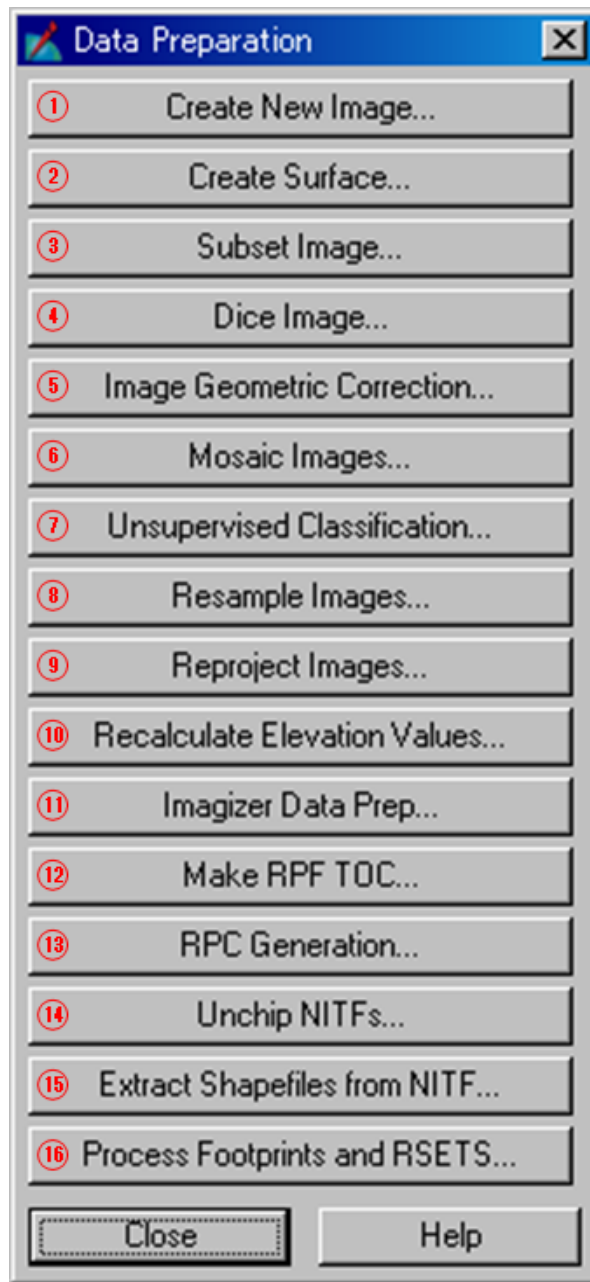 Data Preparation
① Create New Image...
② Create Surface...
③ Subset Image...
④ Dice Image...
⑤ Image Geometric Correction...
⑥ Mosaic Images...
⑦ Unsupervised Classification...
⑧ Resample Images...
⑨ Reproject Images...
⑩ Recalculate Elevation Values...
⑪ Imagizer Data Prep...
⑫ Make RPF TOC...
⑬ RPC Generation...
⑭ Unchip NITFs...
⑮ Extract Shapefiles from NITF...
⑯ Process Footprints and RSETS...
Close Help